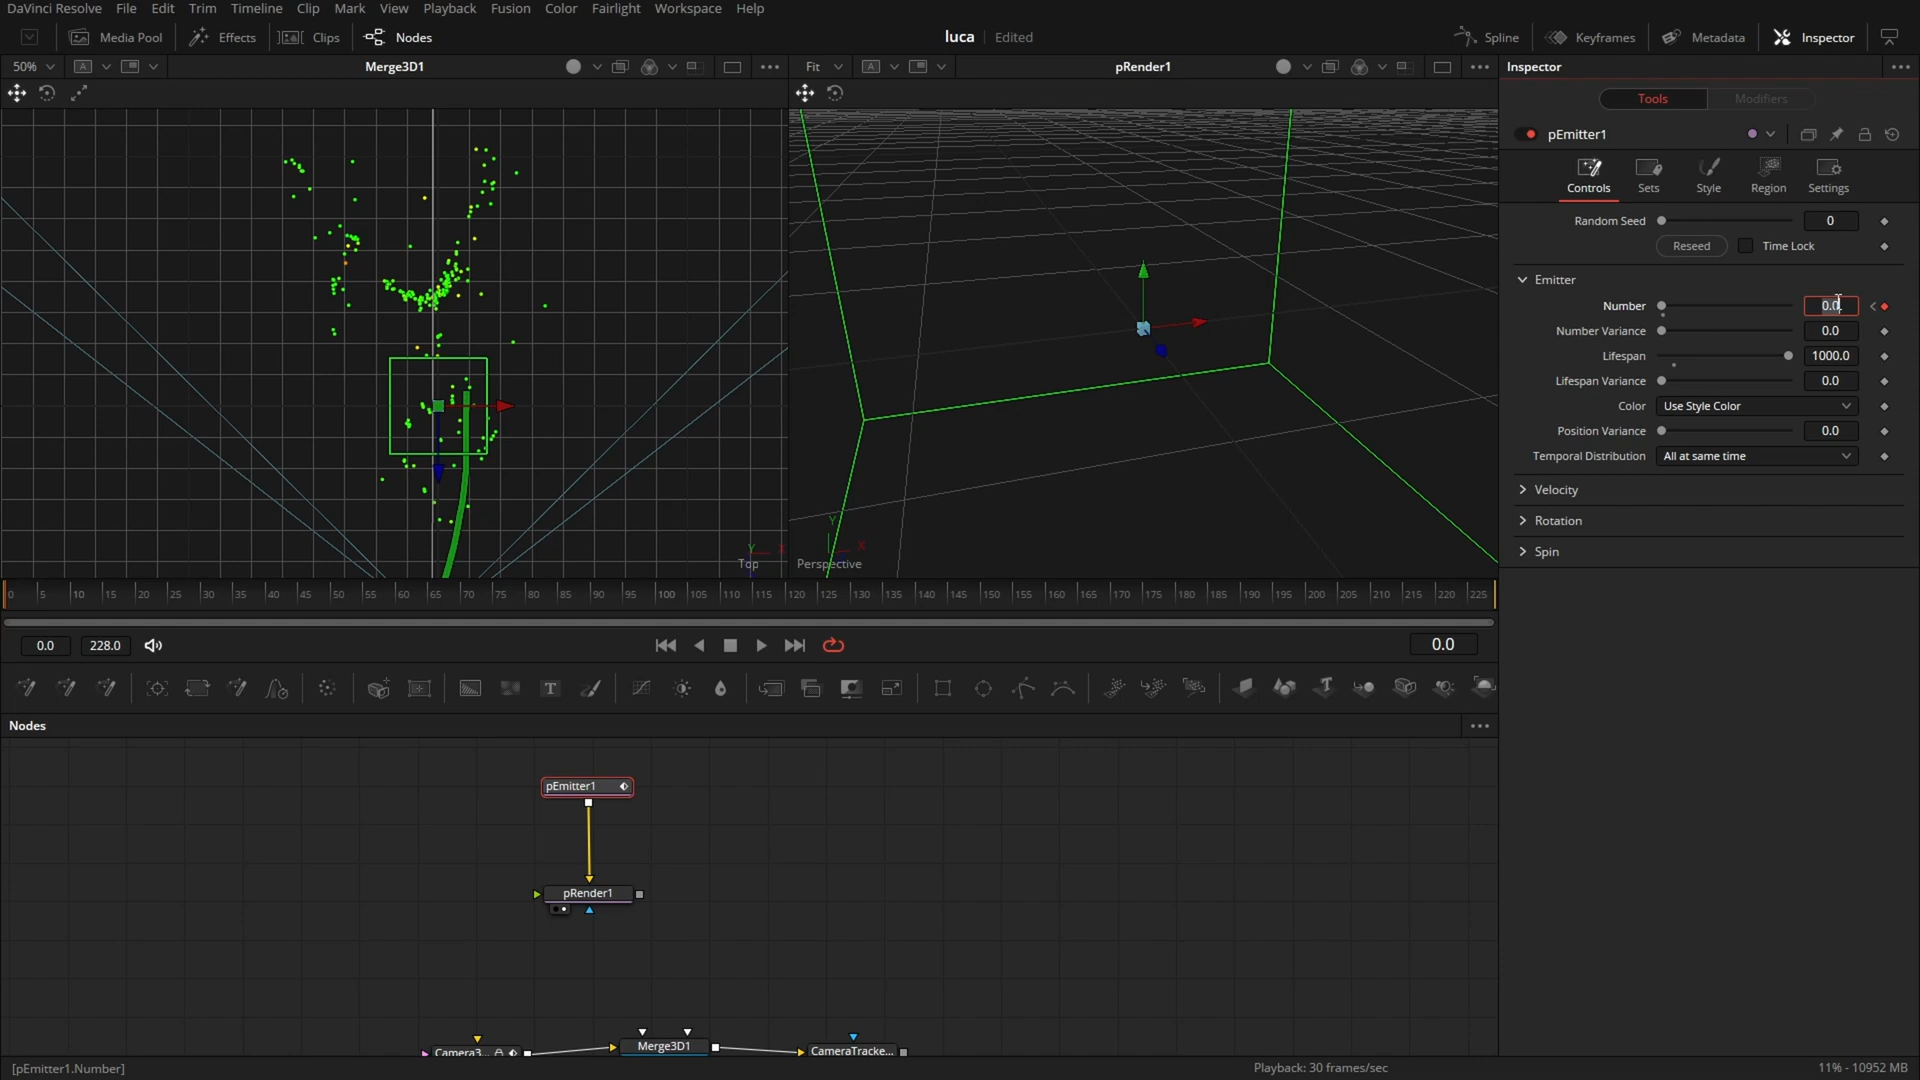 DaVinci Resolve File Edit Trim Timeline Clip Mark View Playback Fusion Color Fairlight Workspace Help
Media Pool Effects Clips Nodes luca Edited Spline Keyframes Metadata Inspector
50% A Merge3D1 Fit A pRender1 Inspector
Tools Modifiers
pEmitter1
Controls Sets Style Region Settings
Random Seed 0
Reseed Time Lock
Emitter
Number 0.0
Number Variance 0.0
Lifespan 1000.0
Lifespan Variance 0.0
Color Use Style Color
Position Variance 0.0
Temporal Distribution All at same time
Velocity
Rotation
Spin
Y X
Top
Y X
Perspective
0 5 10 15 20 25 30 35 40 45 50 55 60 65 70 75 80 85 90 95 100 105 110 115 120 125 130 135 140 145 150 155 160 165 170 175 180 185 190 195 200 205 210 215 220 225
0.0 228.0 0.0
T T
Nodes
pEmitter1
pRender1
Camera3... Merge3D1 CameraTracke...
[pEmitter1.Number] Playback: 30 frames/sec 11% - 10952 MB